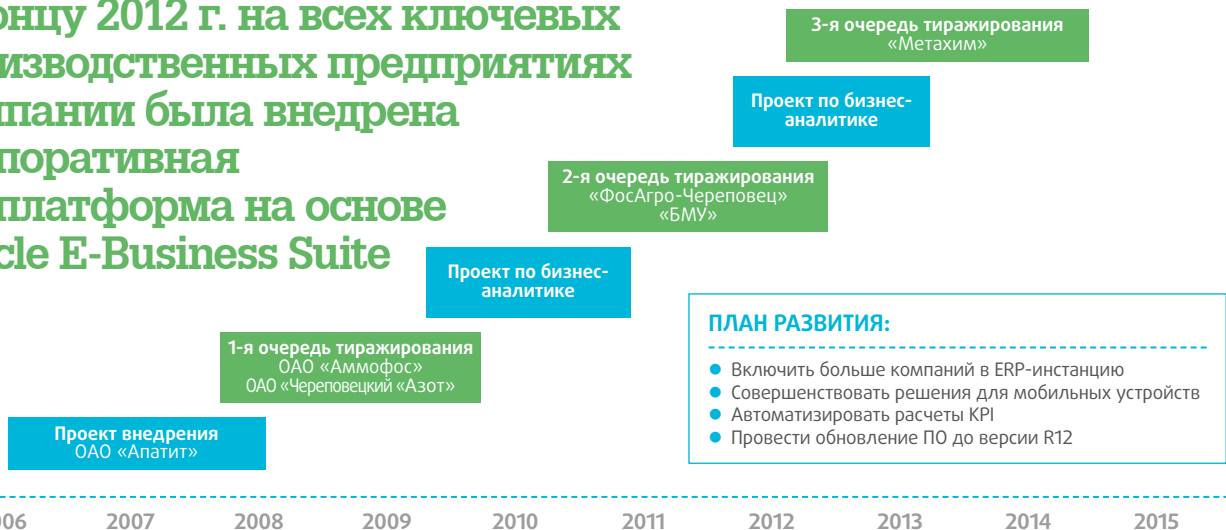 онцу 2012 г. на всех ключевых
изводственных предприятиях
пании была внедрена
поративная
платформа на основе
cle E-Business Suite
3-я очередь тиражирования
«Метахим»
Проект по бизнес-
аналитике
2-я очередь тиражирования
«ФосАгро-Череповец»
«БМУ»
Проект по бизнес-
аналитике
1-я очередь тиражирования
ОАО «Аммофос»
ОАО «Череповецкий «Азот»
Проект внедрения
ОАО «Апатит»
ПЛАН РАЗВИТИЯ:
● Включить больше компаний в ERP-инстанцию
● Совершенствовать решения для мобильных устройств
● Автоматизировать расчеты KPI
● Провести обновление ПО до версии R12
06 2007 2008 2009 2010 2011 2012 2013 2014 2015